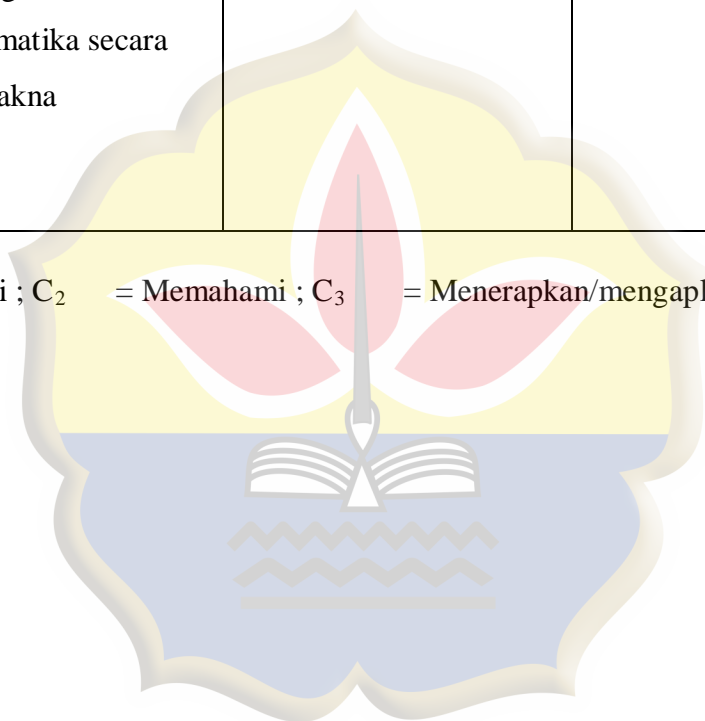 matika secara
akna
i ; C₂ = Memahami ; C₃ = Menerapkan/mengapl